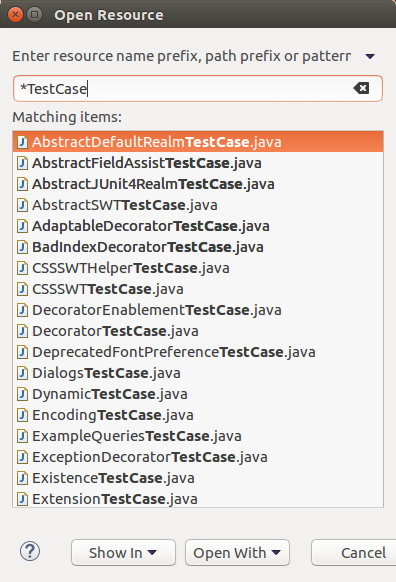 Open Resource
Enter resource name prefix, path prefix or pattern
*TestCase
Matching items:
AbstractDefaultRealmTestCase.java
AbstractFieldAssistTestCase.java
AbstractJUnit4RealmTestCase.java
AbstractSWTTestCase.java
AdaptableDecoratorTestCase.java
BadIndexDecoratorTestCase.java
CSSSWTHelperTestCase.java
CSSSWTTestCase.java
DecoratorEnablementTestCase.java
DecoratorTestCase.java
DeprecatedFontPreferenceTestCase.java
DialogsTestCase.java
DynamicTestCase.java
EncodingTestCase.java
ExampleQueriesTestCase.java
ExceptionDecoratorTestCase.java
ExistenceTestCase.java
ExtensionTestCase.java
? Show In Open With Cancel